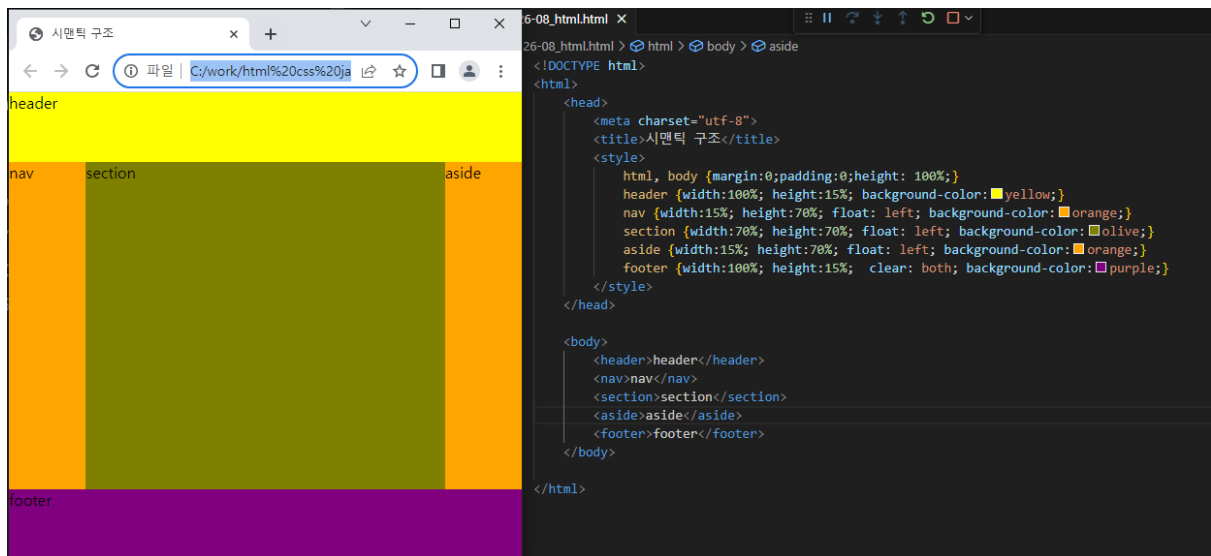 시맨틱 구조
파일
C:/work/html%20css%20ja
header
nav
section
aside
footer
6-08_html.html
26-08_html.html > html > body > aside
<!DOCTYPE html>
<html>
<head>
<meta charset="utf-8">
<title>시맨틱 구조</title>
<style>
html, body {margin:0;padding:0;height: 100%;}
header {width:100%; height:15%; background-color:yellow;}
nav {width:15%; height:70%; float: left; background-color:orange;}
section {width:70%; height:70%; float: left; background-color:olive;}
aside {width:15%; height:70%; float: left; background-color:orange;}
footer {width:100%; height:15%;  clear: both; background-color:purple;}
</style>
</head>
<body>
<header>header</header>
<nav>nav</nav>
<section>section</section>
<aside>aside</aside>
<footer>footer</footer>
</body>
</html>